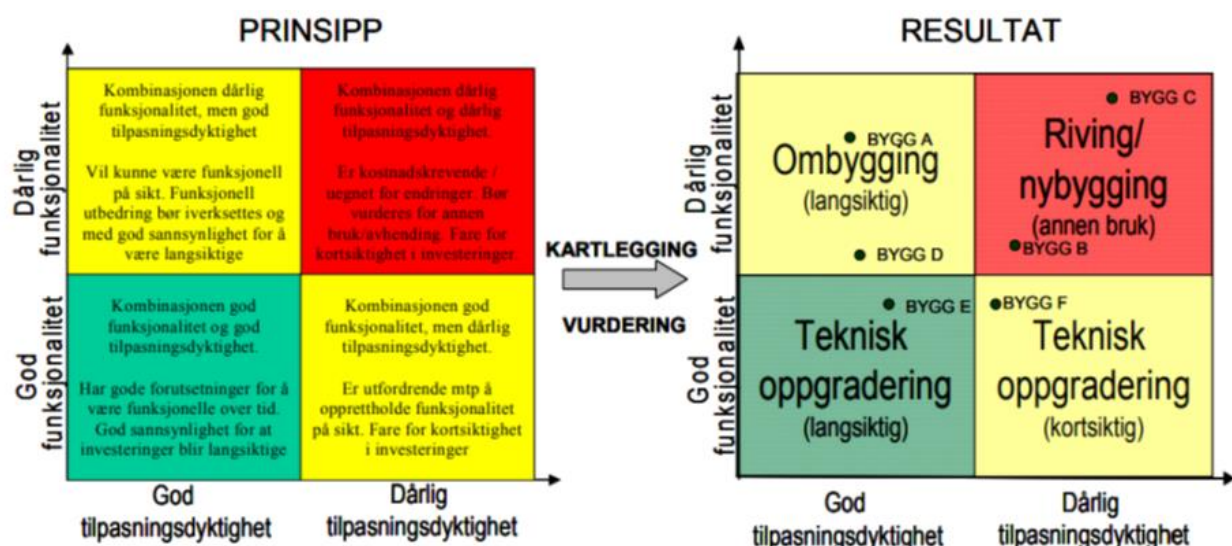 PRINSIPP
Dårlig
funksjonalitet
God
funksjonalitet
Kombinasjonen dårlig
funksjonalitet, men god
tilpasningsdyktighet
Vil kunne være funksjonell
på sikt. Funksjonell
utbedring bør iverksettes og
med god sannsynlighet for å
være langsiktige
Kombinasjonen dårlig
funksjonalitet og dårlig
tilpasningsdyktighet.
Er kostnadskrevende /
uegnet for endringer. Bør
vurderes for annen
bruk/avhending. Fare for
kortsiktighet i investeringer.
Kombinasjonen god
funksjonalitet og god
tilpasningsdyktighet.
Har gode forutsetninger for å
være funksjonelle over tid.
God sannsynlighet for at
investeringer blir langsiktige
Kombinasjonen god
funksjonalitet, men dårlig
tilpasningsdyktighet.
Er utfordrende mtp å
opprettholde funksjonalitet
på sikt. Fare for kortsiktighet
i investeringer
God
tilpasningsdyktighet
Dårlig
tilpasningsdyktighet
KARTLEGGING
VURDERING
RESULTAT
Dårlig
funksjonalitet
God
funksjonalitet
BYGG A
Ombygging
(langsiktig)
BYGG D
BYGG C
Riving/
nybygging
(annen bruk)
BYGG B
BYGG E
Teknisk
oppgradering
(langsiktig)
BYGG F
Teknisk
oppgradering
(kortsiktig)
God
tilpasningsdyktighet
Dårlig
tilpasningsdyktighet